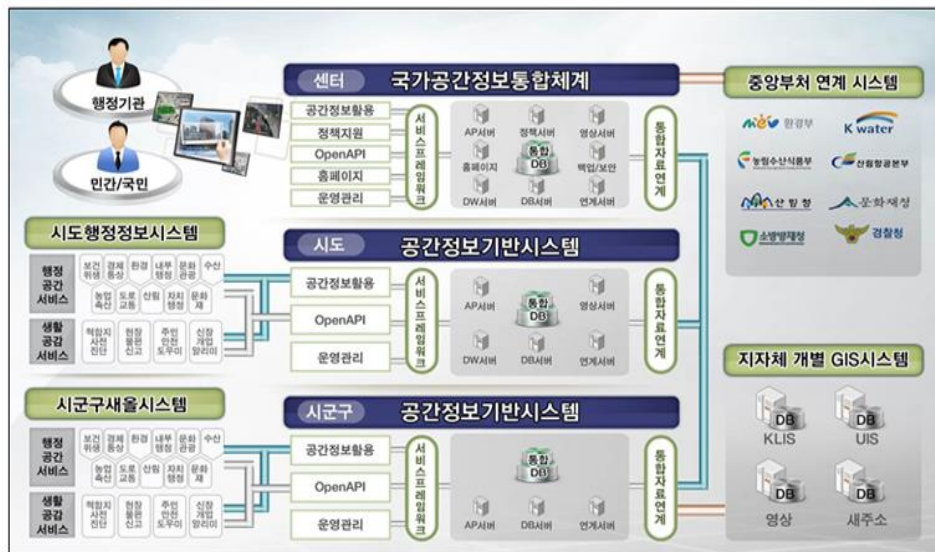 행정기관
민간/국민
센터 국가공간정보통합체계
공간정보활용
정책지원
OpenAPI
홈페이지
운영관리
서비스프레임워크
AP서버 정책서버 영상서버
홈페이지 통합DB 백업/보안
DW서버 DB서버 연계서버
통합자료연계
중앙부처 연계 시스템
me 환경부
K water
농림수산식품부
산림항공본부
산림청
문화재청
소방방재청
경찰청
시도행정정보시스템
행정
공간
서비스
보건위생 경제통상 환경 내부행정 문화관광 수산
농업축산 도로교통 산림 자치행정 문화재
생활
공감
서비스
적합지사전진단 현장불편신고 주민안전도우미 신장개업알리미
시도 공간정보기반시스템
공간정보활용
OpenAPI
운영관리
서비스프레임워크
AP서버 통합DB 영상서버
DW서버 DB서버 연계서버
통합자료연계
시군구새올시스템
행정
공간
서비스
보건위생 경제통상 환경 내부행정 문화관광 수산
농업축산 도로교통 산림 자치행정 문화재
생활
공감
서비스
적합지사전진단 현장불편신고 주민안전도우미 신장개업알리미
시군구 공간정보기반시스템
공간정보활용
OpenAPI
운영관리
서비스프레임워크
통합DB
AP서버 DB서버 연계서버
통합자료연계
지자체 개별 GIS시스템
DB DB
KLIS UIS
DB DB
영상 새주소